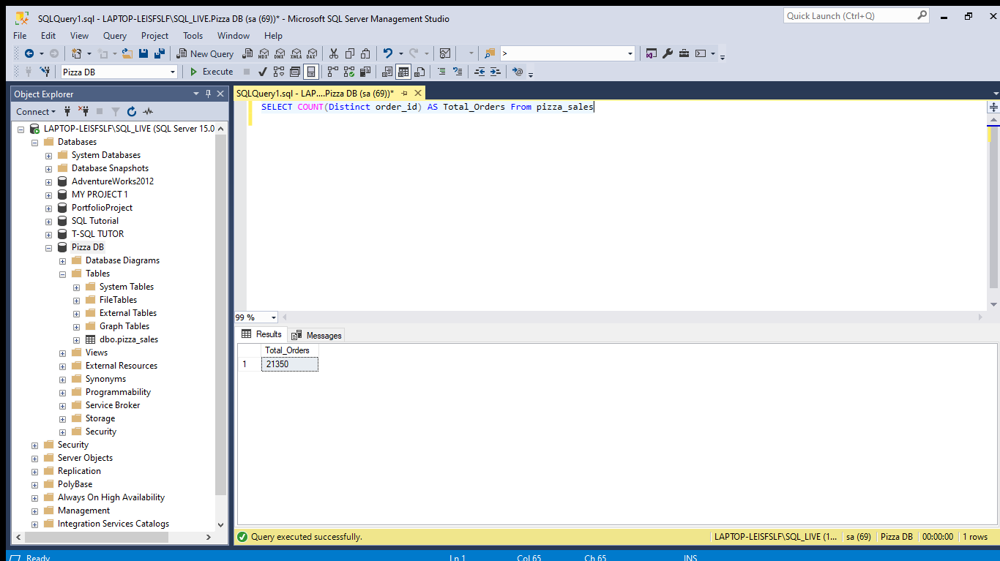 SQLQuery1.sql - LAPTOP-LEISFSLF\SQL_LIVE.Pizza DB (sa (69))* - Microsoft SQL Server Management Studio
Quick Launch (Ctrl+Q)
File Edit View Query Project Tools Window Help
New Query MDX DMX XMLA DAX >
Pizza DB Execute
Object Explorer
SQLQuery1.sql - LAP....Pizza DB (sa (69))*
Connect
SELECT COUNT(Distinct order_id) AS Total_Orders From pizza_sales
LAPTOP-LEISFSLF\SQL_LIVE (SQL Server 15.0
Databases
System Databases
Database Snapshots
AdventureWorks2012
MY PROJECT 1
PortfolioProject
SQL Tutorial
T-SQL TUTOR
Pizza DB
Database Diagrams
Tables
System Tables
FileTables
External Tables
Graph Tables
dbo.pizza_sales
Views
External Resources
Synonyms
Programmability
Service Broker
Storage
Security
Security
Server Objects
Replication
PolyBase
Always On High Availability
Management
Integration Services Catalogs
99 %
Results Messages
Total_Orders
1 21350
Query executed successfully. LAPTOP-LEISFSLF\SQL_LIVE (1... sa (69) Pizza DB 00:00:00 1 rows
Ready Ln 1 Col 65 Ch 65 INS